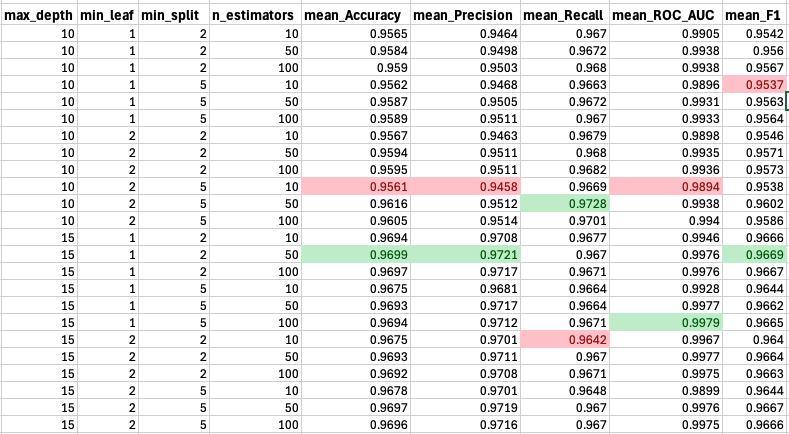 max_depth min_leaf min_split n_estimators mean_Accuracy mean_Precision mean_Recall mean_ROC_AUC mean_F1
10 1 2 10 0.9565 0.9464 0.967 0.9905 0.9542
10 1 2 50 0.9584 0.9498 0.9672 0.9938 0.956
10 1 2 100 0.959 0.9503 0.968 0.9938 0.9567
10 1 5 10 0.9562 0.9468 0.9663 0.9896 0.9537
10 1 5 50 0.9587 0.9505 0.9672 0.9931 0.9563
10 1 5 100 0.9589 0.9511 0.967 0.9933 0.9564
10 2 2 10 0.9567 0.9463 0.9679 0.9898 0.9546
10 2 2 50 0.9594 0.9511 0.968 0.9935 0.9571
10 2 2 100 0.9595 0.9511 0.9682 0.9936 0.9573
10 2 5 10 0.9561 0.9458 0.9669 0.9894 0.9538
10 2 5 50 0.9616 0.9512 0.9728 0.9938 0.9602
10 2 5 100 0.9605 0.9514 0.9701 0.994 0.9586
15 1 2 10 0.9694 0.9708 0.9677 0.9946 0.9666
15 1 2 50 0.9699 0.9721 0.967 0.9976 0.9669
15 1 2 100 0.9697 0.9717 0.9671 0.9976 0.9667
15 1 5 10 0.9675 0.9681 0.9664 0.9928 0.9644
15 1 5 50 0.9693 0.9717 0.9664 0.9977 0.9662
15 1 5 100 0.9694 0.9712 0.9671 0.9979 0.9665
15 2 2 10 0.9675 0.9701 0.9642 0.9967 0.964
15 2 2 50 0.9693 0.9711 0.967 0.9977 0.9664
15 2 2 100 0.9692 0.9708 0.9671 0.9975 0.9663
15 2 5 10 0.9678 0.9701 0.9648 0.9899 0.9644
15 2 5 50 0.9697 0.9719 0.967 0.9976 0.9667
15 2 5 100 0.9696 0.9716 0.967 0.9975 0.9666